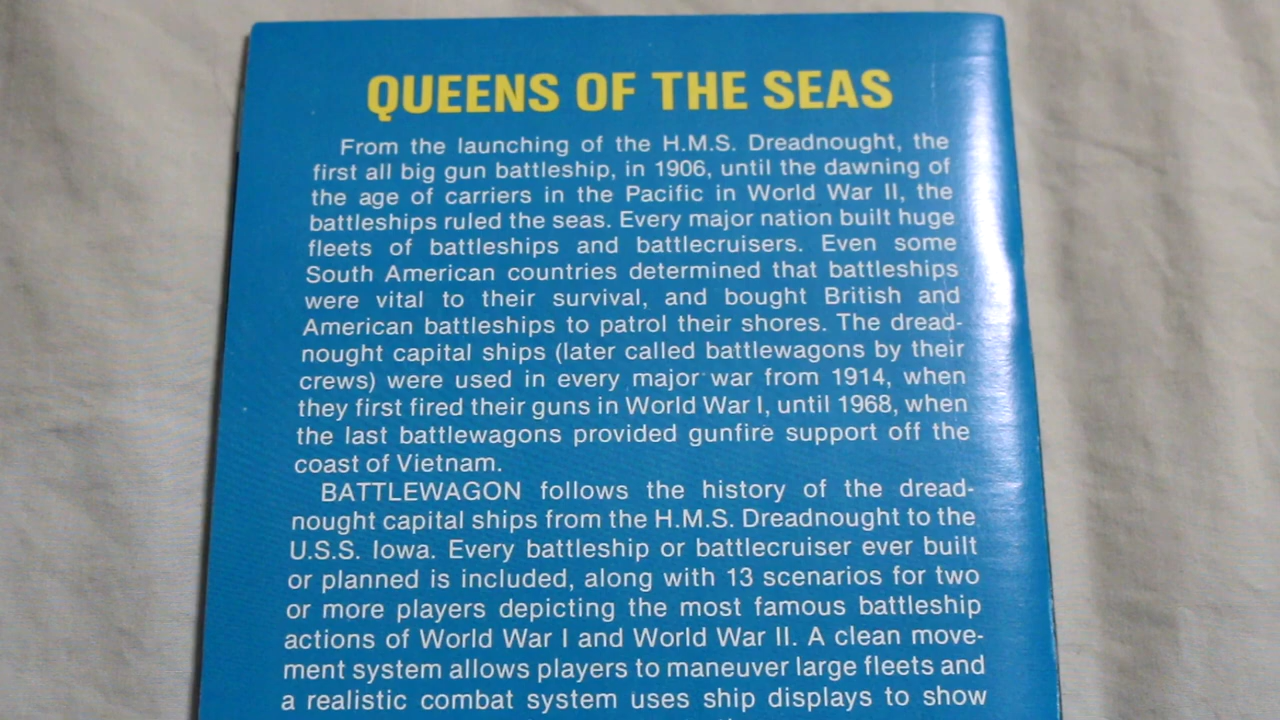 QUEENS OF THE SEAS
From the launching of the H.M.S. Dreadnought, the
first all big gun battleship, in 1906, until the dawning of
the age of carriers in the Pacific in World War II, the
battleships ruled the seas. Every major nation built huge
fleets of battleships and battlecruisers. Even some
South American countries determined that battleships
were vital to their survival, and bought British and
American battleships to patrol their shores. The dread-
nought capital ships (later called battlewagons by their
crews) were used in every major war from 1914, when
they first fired their guns in World War I, until 1968, when
the last battlewagons provided gunfire support off the
coast of Vietnam.
BATTLEWAGON follows the history of the dread-
nought capital ships from the H.M.S. Dreadnought to the
U.S.S. Iowa. Every battleship or battlecruiser ever built
or planned is included, along with 13 scenarios for two
or more players depicting the most famous battleship
actions of World War I and World War II. A clean move-
ment system allows players to maneuver large fleets and
a realistic combat system uses ship displays to show